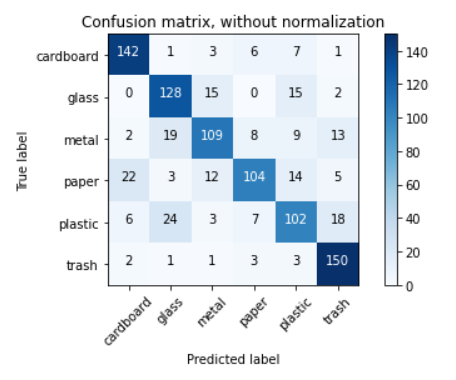 Confusion matrix, without normalization
cardboard 142 1 3 6 7 1
glass 0 128 15 0 15 2
metal 2 19 109 8 9 13
paper 22 3 12 104 14 5
plastic 6 24 3 7 102 18
trash 2 1 1 3 3 150
cardboard glass metal paper plastic trash
True label
Predicted label
140
120
100
80
60
40
20
0